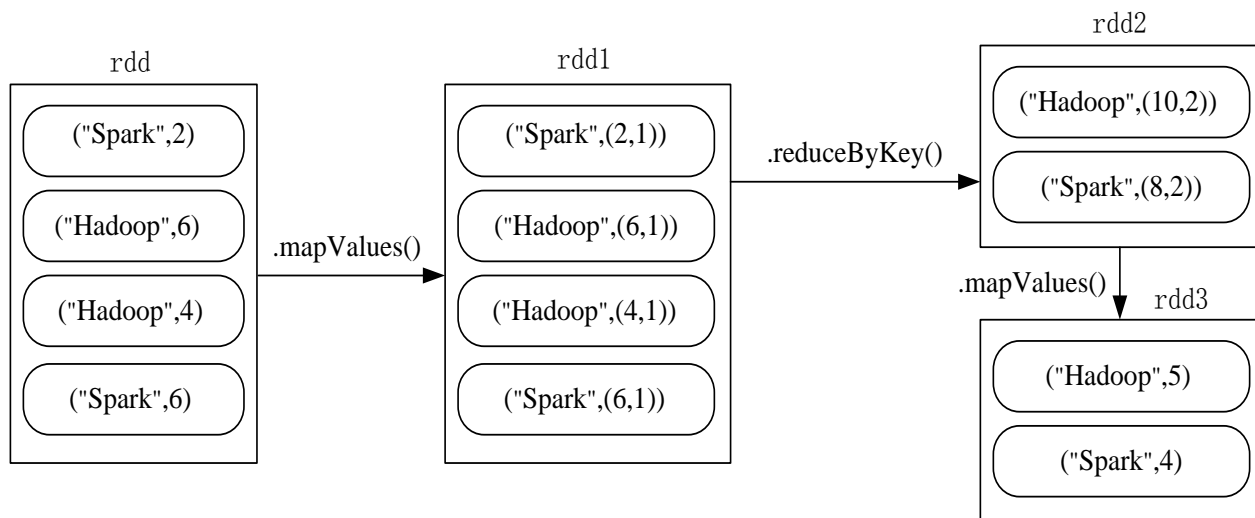 rdd
("Spark",2)
("Hadoop",6)
("Hadoop",4)
("Spark",6)
.mapValues()
rdd1
("Spark",(2,1))
("Hadoop",(6,1))
("Hadoop",(4,1))
("Spark",(6,1))
.reduceByKey()
rdd2
("Hadoop",(10,2))
("Spark",(8,2))
.mapValues()
rdd3
("Hadoop",5)
("Spark",4)